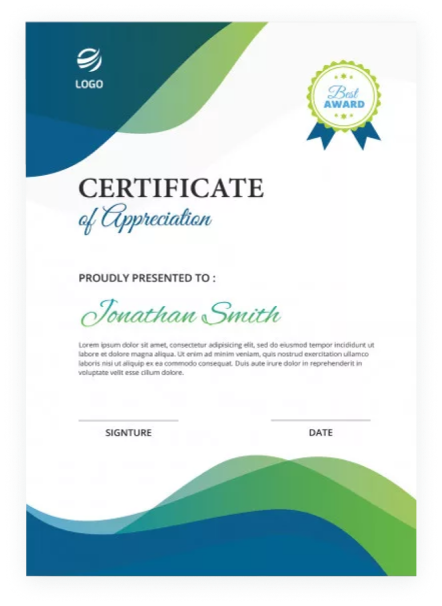 LOGO
Best
AWARD
CERTIFICATE
of Appreciation
PROUDLY PRESENTED TO :
Jonathan Smith
Lorem ipsum dolor sit amet, consectetur adipisicing elit, sed do eiusmod tempor incididunt ut
labore et dolore magna aliqua. Ut enim ad minim veniam, quis nostrud exercitation ullamco
laboris nisi ut aliquip ex ea commodo consequat. Duis aute irure dolor in reprehenderit in
voluptate velit esse cillum dolore.
SIGNTURE
DATE